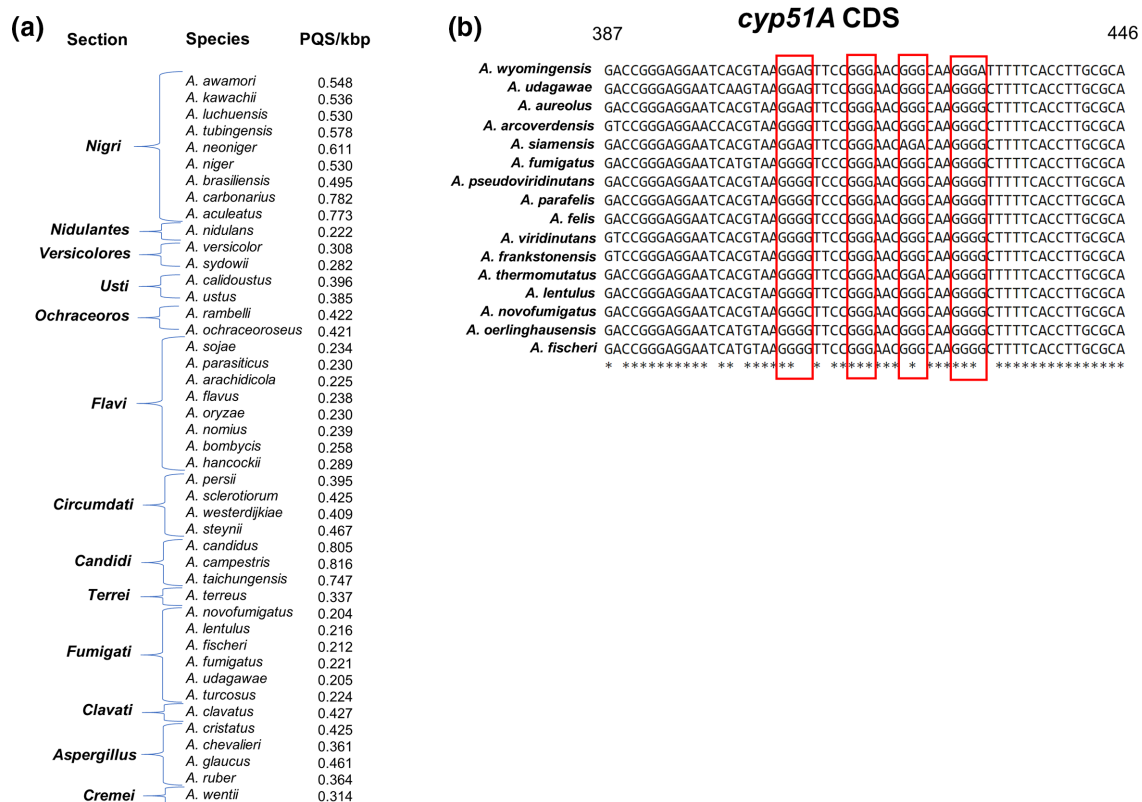 (a)
Section Species PQS/kbp
Nigri
A. awamori 0.548
A. kawachii 0.536
A. luchuensis 0.530
A. tubingensis 0.578
A. neoniger 0.611
A. niger 0.530
A. brasiliensis 0.495
A. carbonarius 0.782
A. aculeatus 0.773
Nidulantes A. nidulans 0.222
Versicolores
A. versicolor 0.308
A. sydowii 0.282
Usti
A. calidoustus 0.396
A. ustus 0.385
Ochraceoros
A. rambelli 0.422
A. ochraceoroseus 0.421
Flavi
A. sojae 0.234
A. parasiticus 0.230
A. arachidicola 0.225
A. flavus 0.238
A. oryzae 0.230
A. nomius 0.239
A. bombycis 0.258
A. hancockii 0.289
Circumdati
A. persii 0.395
A. sclerotiorum 0.425
A. westerdijkiae 0.409
A. steynii 0.467
Candidi
A. candidus 0.805
A. campestris 0.816
A. taichungensis 0.747
Terrei A. terreus 0.337
Fumigati
A. novofumigatus 0.204
A. lentulus 0.216
A. fischeri 0.212
A. fumigatus 0.221
A. udagawae 0.205
A. turcosus 0.224
Clavati A. clavatus 0.427
Aspergillus
A. cristatus 0.425
A. chevalieri 0.361
A. glaucus 0.461
A. ruber 0.364
Cremei A. wentii 0.314
(b)
cyp51A CDS
387 446
A. wyomingensis GACCGGGAGGAATCACGTAAGGAGTTCCGGGAACGGGCAAGGGATTTTTCACCTTGCGCA
A. udagawae GACCGGGAGGAATCAAGTAAGGAGTTCCGGGAACGGGCAAGGGGCTTTTCACCTTGCGCA
A. aureolus GACCGGGAGGAATCACGTAAGGAGTTCCGGGAACGGGCAAGGGGCTTTTCACCTTGCGCA
A. arcoverdensis GTCCGGGAGGAACCACGTAAGGGGTTCCGGGAACGGGCAAGGGCCTTTTCACCTTGCGCA
A. siamensis GACCGGGAGGAATCACGTAAGGAGTTCCGGGAACAGACAAGGGGCTTTTCACCTTGCGCA
A. fumigatus GACCGGGAGGAATCATGTAAGGGGTCCCGGGAACGGGCAAGGGGCTTTTCACCTTGCGCA
A. pseudoviridinutans GACCGGGAGGAATCACGTAAGGGGTCCCGGGAACGGGCAAGGGGTTTTTCACCTTGCGCA
A. parafelis GACCGGGAGGAATCACGTAAGGGGTCCCGGGAACGGGCAAGGGGCTTTTCACCTTGCGCA
A. felis GACCGGGAGGAATCACGTAAGGGGTCCCGGGAACGGGCAAGGGGCTTTTCACCTTGCGCA
A. viridinutans GTCCGGGAGGAATCACGTAAGGGGTTCCGGGAACGGGCAAGGGGCTTTTCACCTTGCGCA
A. frankstonensis GTCCGGGAGGAATCACGTAAGGGGTTCCGGGAACGGGCAAGGGGCTTTTCACCTTGCGCA
A. thermomutatus GACCGGGAGGAATCACGTAAGGGGTTCCGGGAACGGACAAGGGGCTTTTCACCTTGCGCA
A. lentulus GACCGGGAGGAATCACGTAAGGGGTTCCGGGAACGGGCAAGGGGCTTTTCACCTTGCGCA
A. novofumigatus GACCGGGAGGAATCACGTAAGGGCTTCCGGGAACGGGCAAGGGGCTTTTCACCTTGCGCA
A. oerlinghausensis GACCGGGAGGAATCATGTAAGGGGTTCCGGGAACGGGCAAGGGGCTTTTCACCTTGCGCA
A. fischeri GACCGGGAGGAATCATGTAAGGGGTTCCGGGAACGGGCAAGGGGCTTTTCACCTTGCGCA
* ********** ** ****** * ********* * ****** ****************